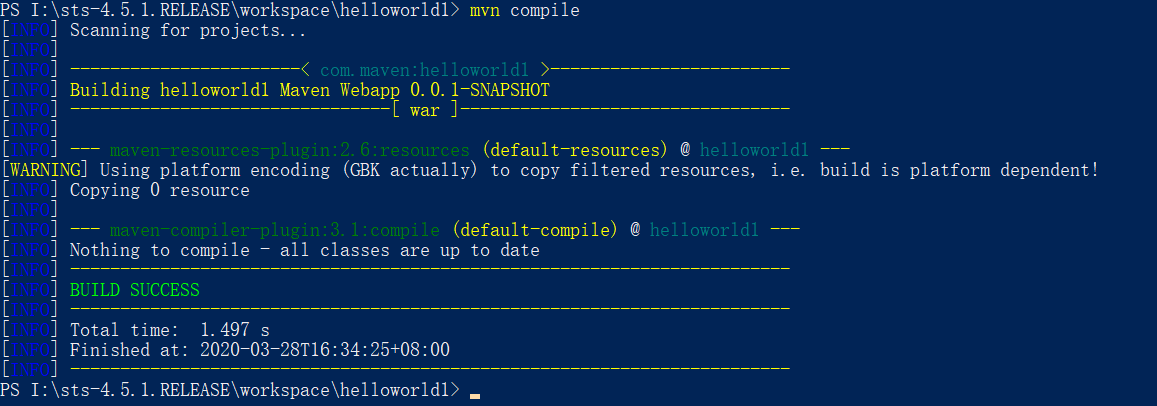 PS I:\sts-4.5.1.RELEASE\workspace\helloworld1> mvn compile
[INFO] Scanning for projects...
[INFO]
[INFO] -----------------------< com.maven:helloworld1 >------------------------
[INFO] Building helloworld1 Maven Webapp 0.0.1-SNAPSHOT
[INFO] --------------------------------[ war ]---------------------------------
[INFO]
[INFO] --- maven-resources-plugin:2.6:resources (default-resources) @ helloworld1 ---
[WARNING] Using platform encoding (GBK actually) to copy filtered resources, i.e. build is platform dependent!
[INFO] Copying 0 resource
[INFO]
[INFO] --- maven-compiler-plugin:3.1:compile (default-compile) @ helloworld1 ---
[INFO] Nothing to compile - all classes are up to date
[INFO] ------------------------------------------------------------------------
[INFO] BUILD SUCCESS
[INFO] ------------------------------------------------------------------------
[INFO] Total time:  1.497 s
[INFO] Finished at: 2020-03-28T16:34:25+08:00
[INFO] ------------------------------------------------------------------------
PS I:\sts-4.5.1.RELEASE\workspace\helloworld1>